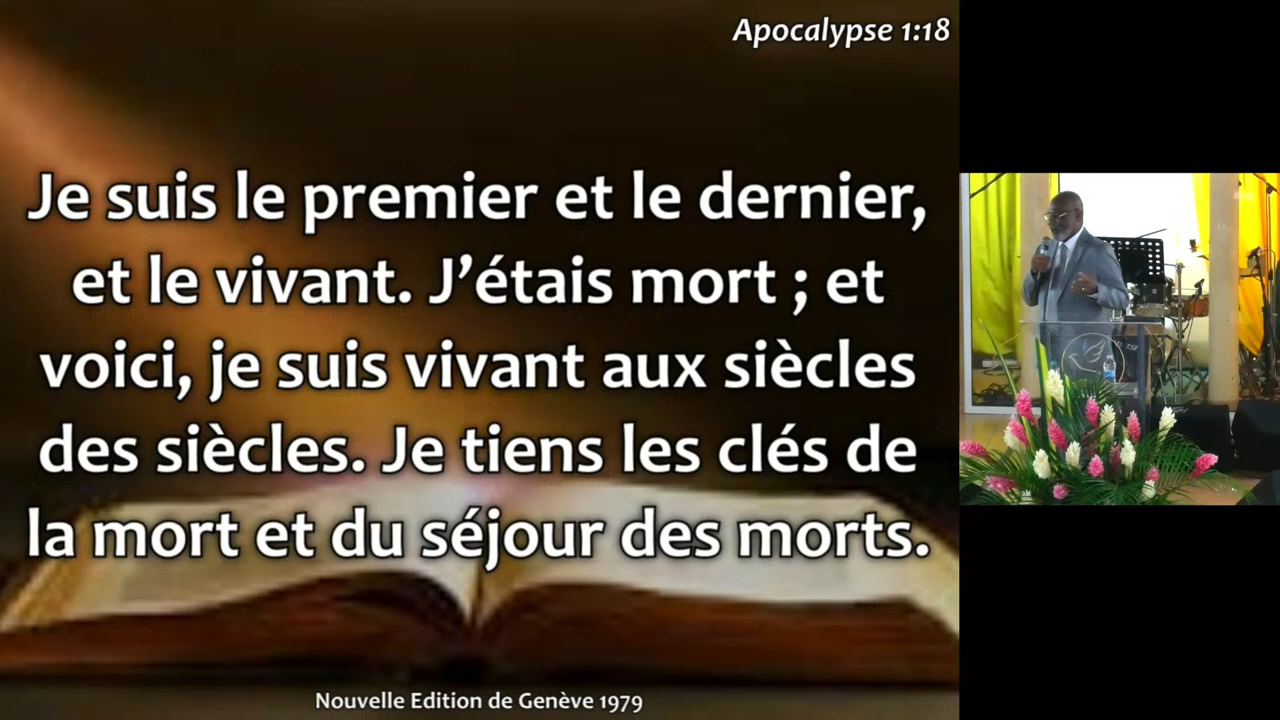 Apocalypse 1:18
Je suis le premier et le dernier,
et le vivant. J’étais mort ; et
voici, je suis vivant aux siècles
des siècles. Je tiens les clés de
la mort et du séjour des morts.
Nouvelle Edition de Genève 1979